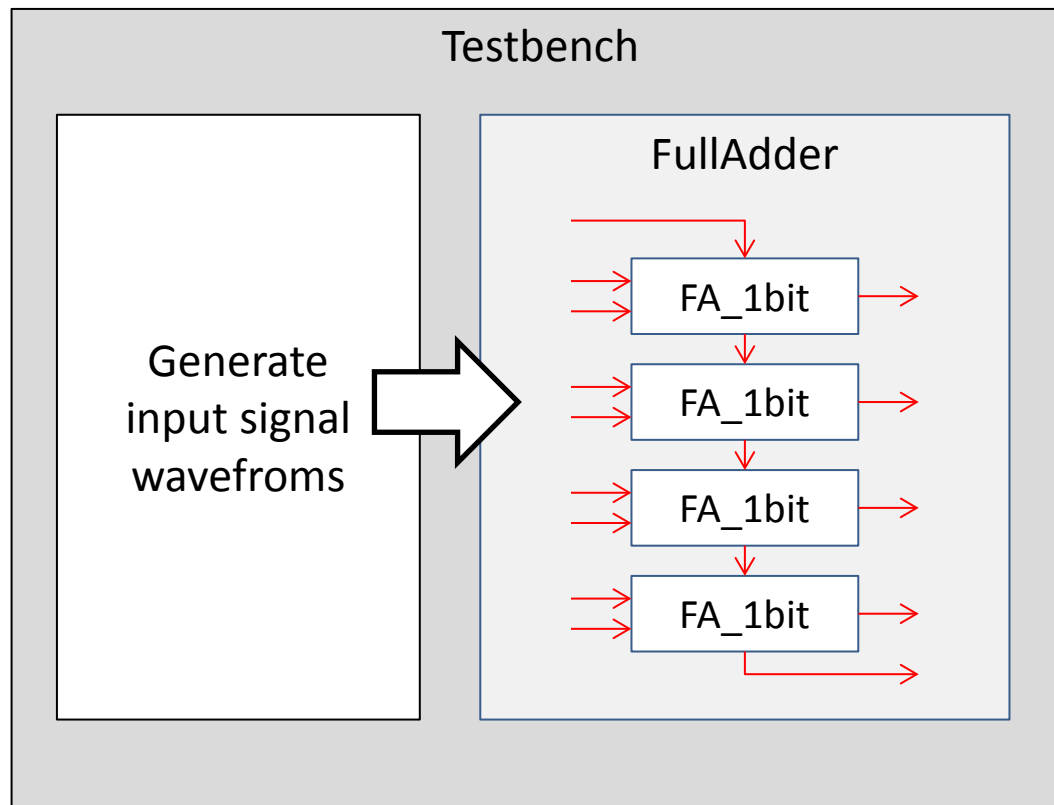 Testbench
Generate
input signal
wavefroms
FullAdder
FA_1bit
FA_1bit
FA_1bit
FA_1bit